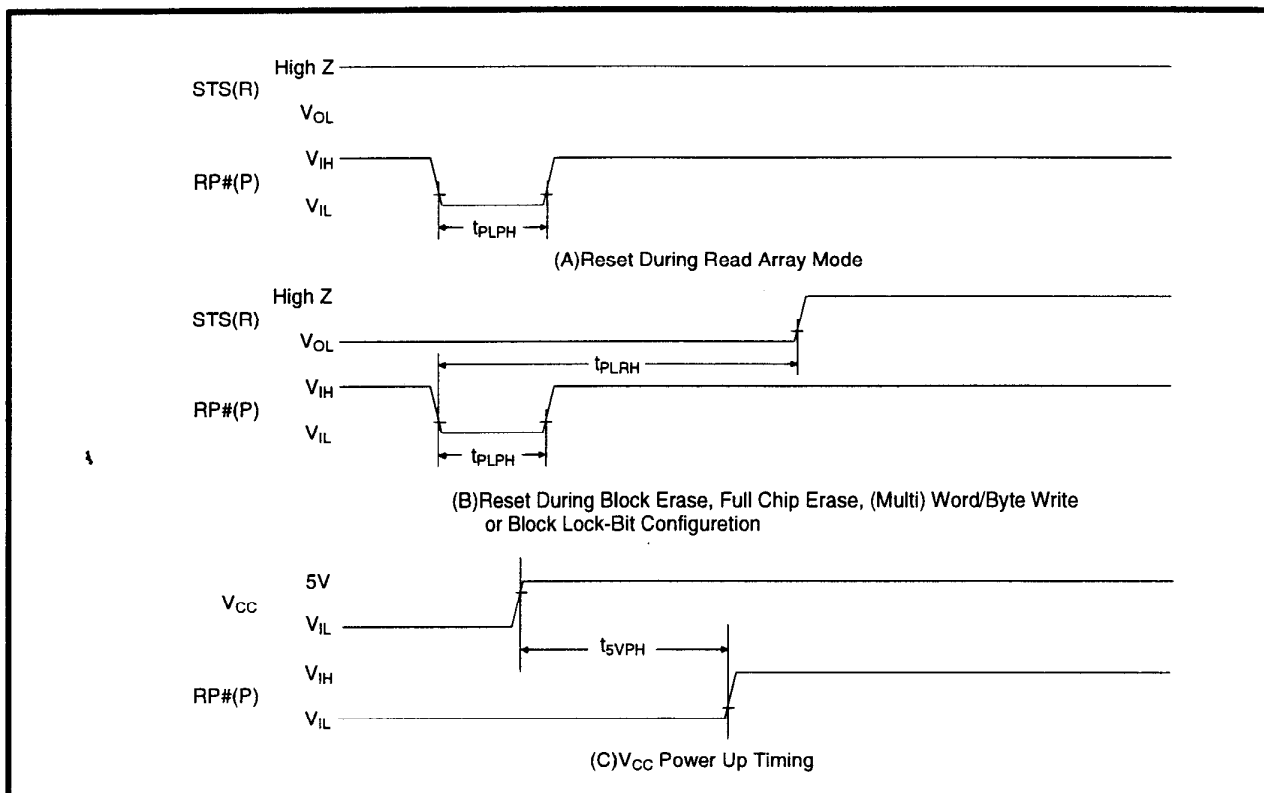 High Z
STS(R)
VOL
VIH
RP#(P)
VIL
tPLPH
(A)Reset During Read Array Mode
High Z
STS(R)
VOL
tPLRH
VIH
RP#(P)
VIL
tPLPH
(B)Reset During Block Erase, Full Chip Erase, (Multi) Word/Byte Write
or Block Lock-Bit Configuretion
5V
VCC
VIL
t5VPH
VIH
RP#(P)
VIL
(C)VCC Power Up Timing